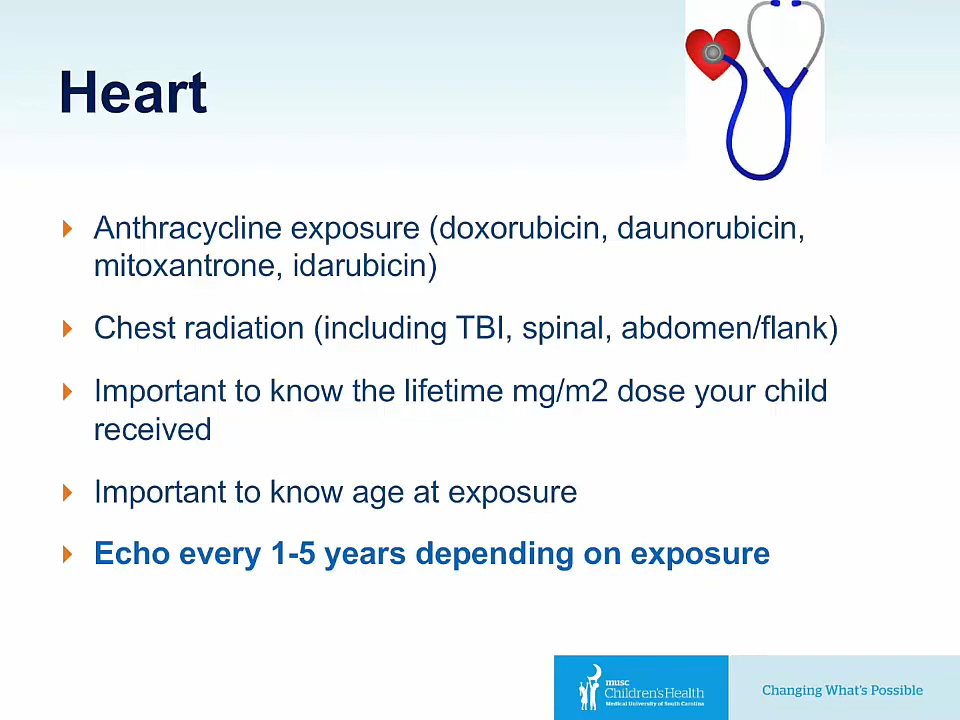 Heart
Anthracycline exposure (doxorubicin, daunorubicin,
mitoxantrone, idarubicin)
Chest radiation (including TBI, spinal, abdomen/flank)
Important to know the lifetime mg/m2 dose your child
received
Important to know age at exposure
Echo every 1-5 years depending on exposure
musc
Children's Health
Medical University of South Carolina
Changing What's Possible